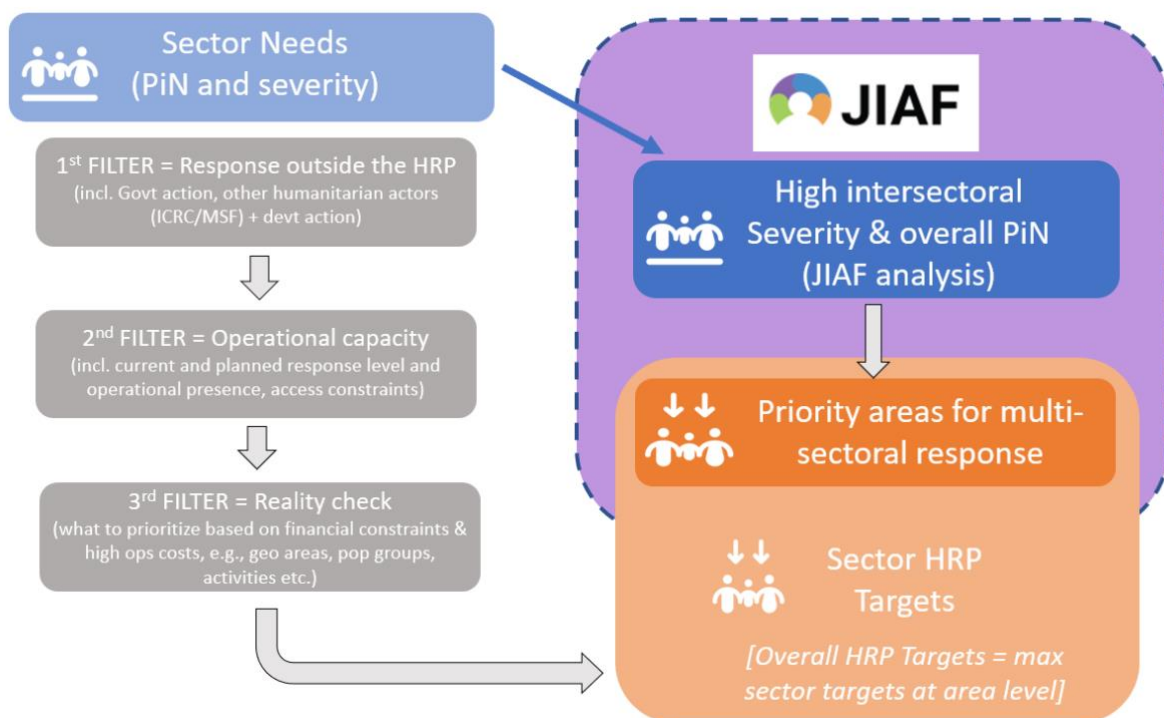 Sector Needs
(PiN and severity)
1st FILTER = Response outside the HRP
(incl. Govt action, other humanitarian actors
(ICRC/MSF) + devt action)
2nd FILTER = Operational capacity
(incl. current and planned response level and
operational presence, access constraints)
3rd FILTER = Reality check
(what to prioritize based on financial constraints &
high ops costs, e.g., geo areas, pop groups,
activities etc.)
JIAF
High intersectoral
Severity & overall PiN
(JIAF analysis)
Priority areas for multi-
sectoral response
Sector HRP
Targets
[Overall HRP Targets = max
sector targets at area level]